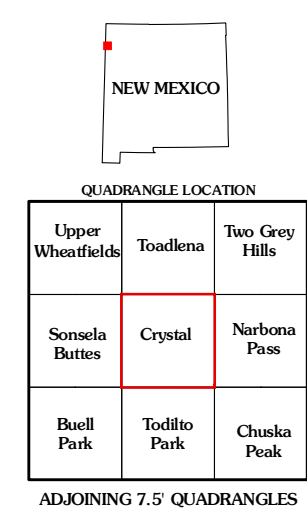 NEW MEXICO
QUADRANGLE LOCATION
Upper
Wheatfields
Toadlena
Two Grey
Hills
Sonsela
Buttes
Crystal
Narbona
Pass
Buell
Park
Todilto
Park
Chuska
Peak
ADJOINING 7.5' QUADRANGLES